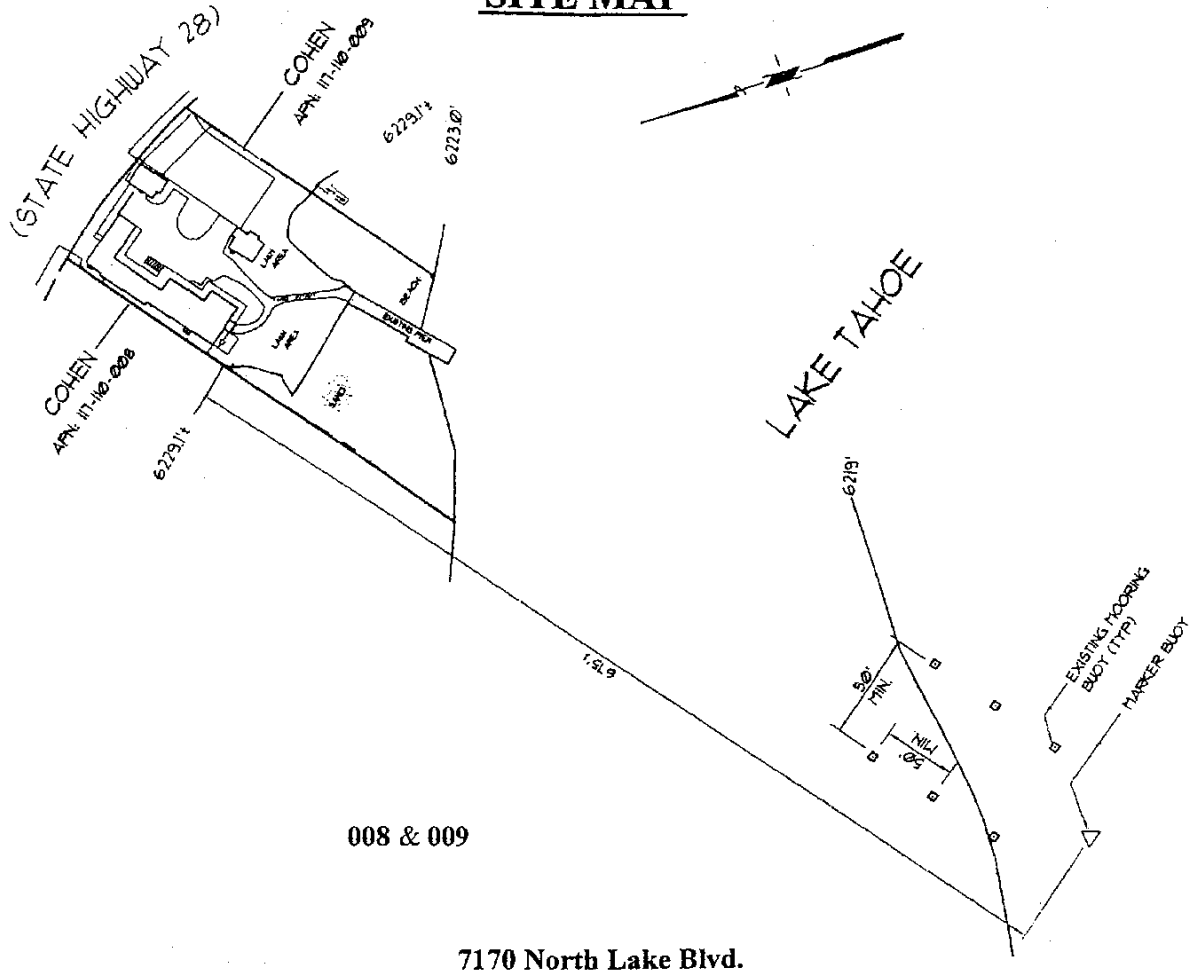 SITE MAP
(STATE HIGHWAY 28)
COHEN
APN: 117-110-009
6229.1'±
6223.0'
LAKE TAHOE
LAWN
AREA
BEACH
EXISTING PIER
LAWN
AREA
SAND
COHEN
APN: 117-110-008
6229.1'±
675'±
6219'
50'
MIN.
50'
MIN.
EXISTING MOORING
BUOY (TYP)
MARKER BUOY
008 & 009
7170 North Lake Blvd.